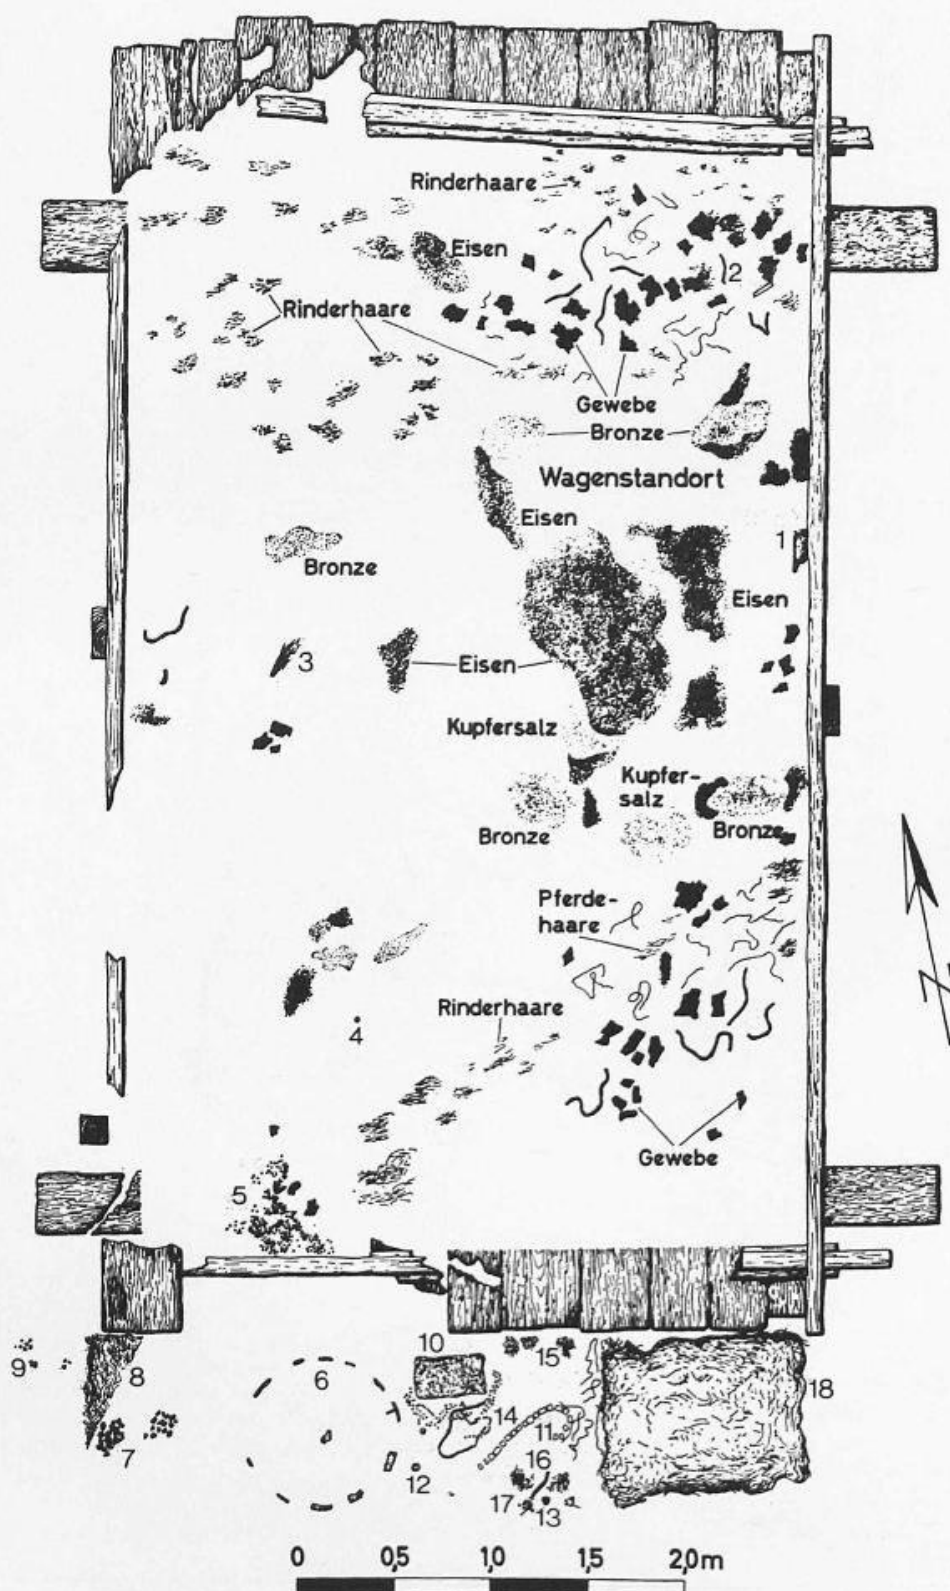 Rinderhaare
Eisen
2
Rinderhaare
Gewebe
Bronze
Wagenstandort
Eisen
1
Bronze
Eisen
3
Eisen
Kupfersalz
Kupfer-
salz
Bronze
Bronze
Pferde-
haare
Rinderhaare
4
Gewebe
5
10
15
9
8
6
18
14
11
7
16
12
17
13
0 0,5 1,0 1,5 2,0 m